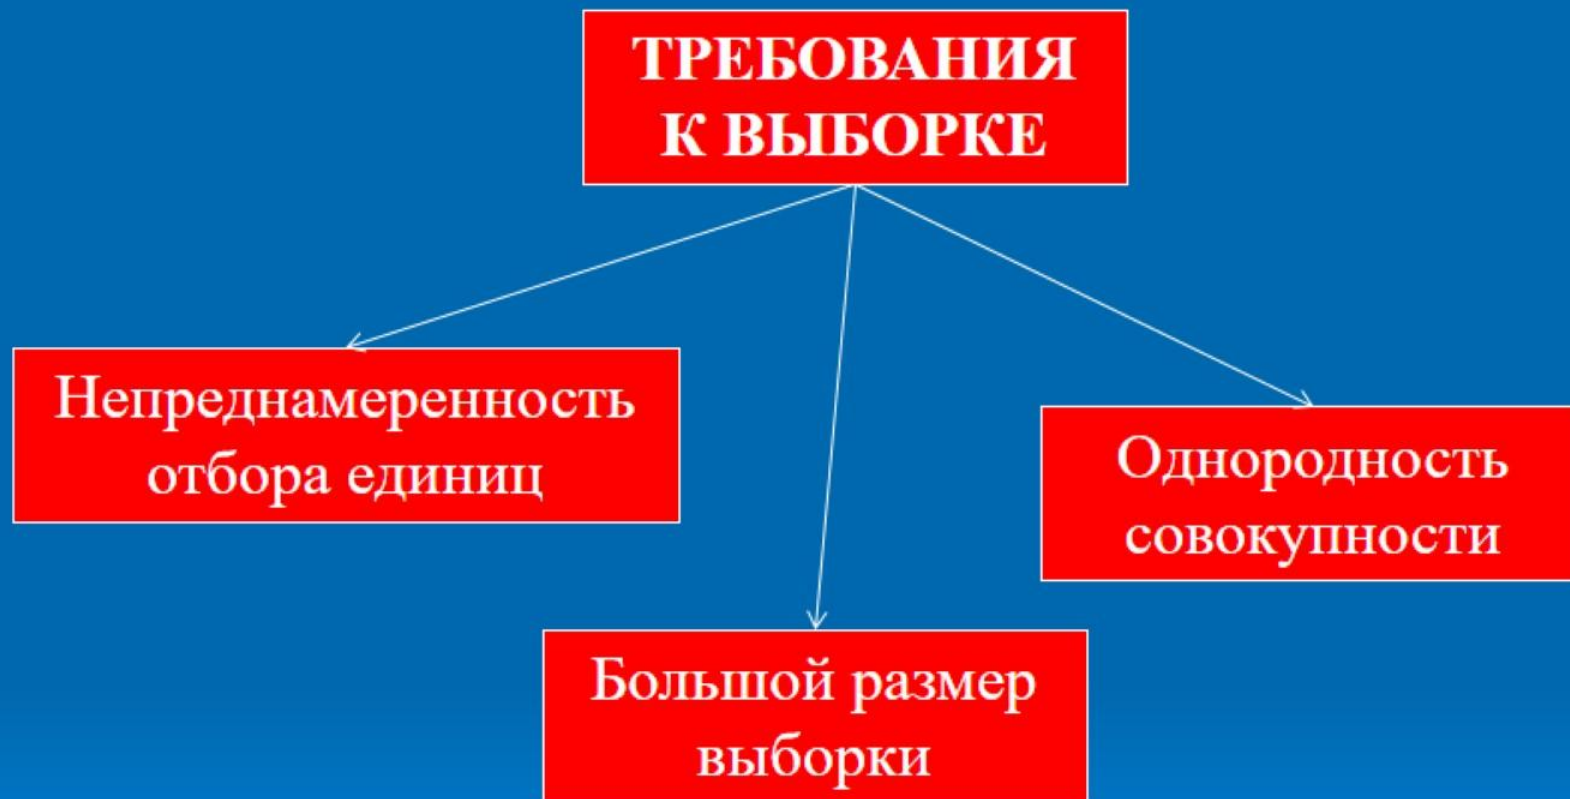 ТРЕБОВАНИЯ
К ВЫБОРКЕ
Непреднамеренность
отбора единиц
Однородность
совокупности
Большой размер
выборки